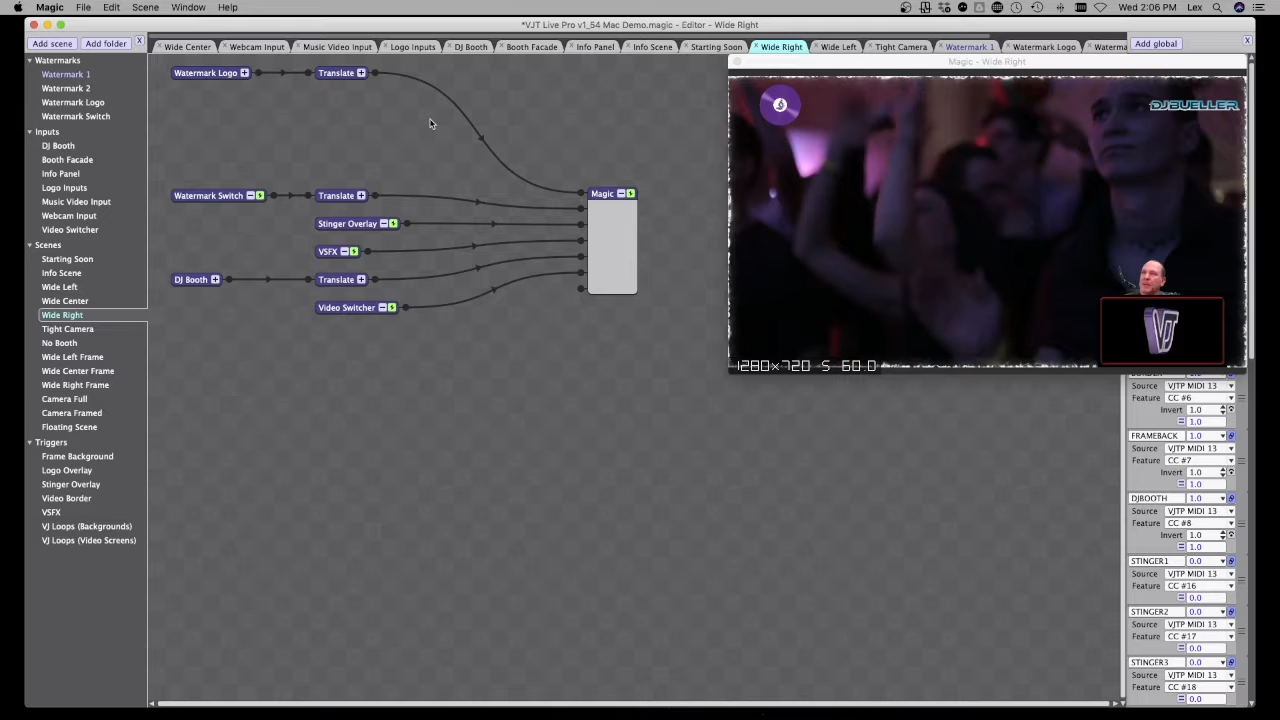 Magic File Edit Scene Window Help
Wed 2:06 PM Lex
*VJT Live Pro v1_54 Mac Demo.magic - Editor - Wide Right
Add scene Add folder
Wide Center Webcam Input Music Video Input Logo Inputs DJ Booth Booth Facade Info Panel Info Scene Starting Soon Wide Right Wide Left Tight Camera Watermark 1 Watermark Logo Waterma
Add global
Watermarks
Watermark 1
Watermark 2
Watermark Logo
Watermark Switch
Inputs
DJ Booth
Booth Facade
Info Panel
Logo Inputs
Music Video Input
Webcam Input
Video Switcher
Scenes
Starting Soon
Info Scene
Wide Left
Wide Center
Wide Right
Tight Camera
No Booth
Wide Left Frame
Wide Center Frame
Wide Right Frame
Camera Full
Camera Framed
Floating Scene
Triggers
Frame Background
Logo Overlay
Stinger Overlay
Video Border
VSFX
VJ Loops (Backgrounds)
VJ Loops (Video Screens)
Watermark Logo
Translate
Watermark Switch
Translate
Stinger Overlay
VSFX
DJ Booth
Translate
Video Switcher
Magic
Magic - Wide Right
DJBUELLER
VJ
1280×720 S 60.0
Source VJTP MIDI 13
Feature CC #6
Invert 1.0
= 1.0
FRAMEBACK 1.0
Source VJTP MIDI 13
Feature CC #7
Invert 1.0
= 1.0
DJBOOTH 1.0
Source VJTP MIDI 13
Feature CC #8
Invert 1.0
= 1.0
STINGER1 0.0
Source VJTP MIDI 13
Feature CC #16
= 0.0
STINGER2 0.0
Source VJTP MIDI 13
Feature CC #17
= 0.0
STINGER3 0.0
Source VJTP MIDI 13
Feature CC #18
= 0.0